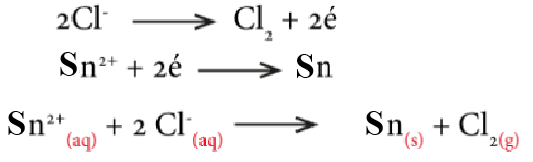 2Cl⁻ ⟶ Cl₂ + 2é
Sn²⁺ + 2é ⟶ Sn
Sn²⁺(aq) + 2 Cl⁻(aq) ⟶ Sn(s) + Cl₂(g)